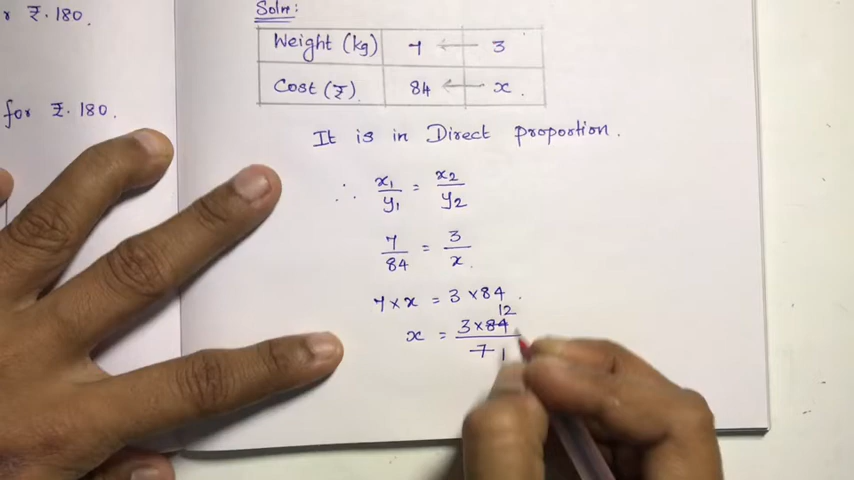 r ₹.180.
for ₹.180.
Soln:
Weight (kg) 7 ← 3
Cost (₹). 84 ← x.
It is in Direct proportion.
∴ x₁/y₁ = x₂/y₂
7/84 = 3/x.
7 × x = 3 × 84.
12
x = 3 × 84/7
1